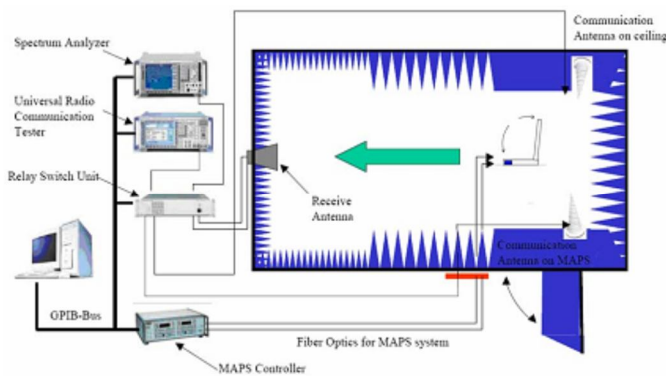 Spectrum Analyzer
Universal Radio
Communication
Tester
Relay Switch Unit
GPIB-Bus
MAPS Controller
Fiber Optics for MAPS system
Receive
Antenna
Communication
Antenna on ceiling
Communication
Antenna on MAPS